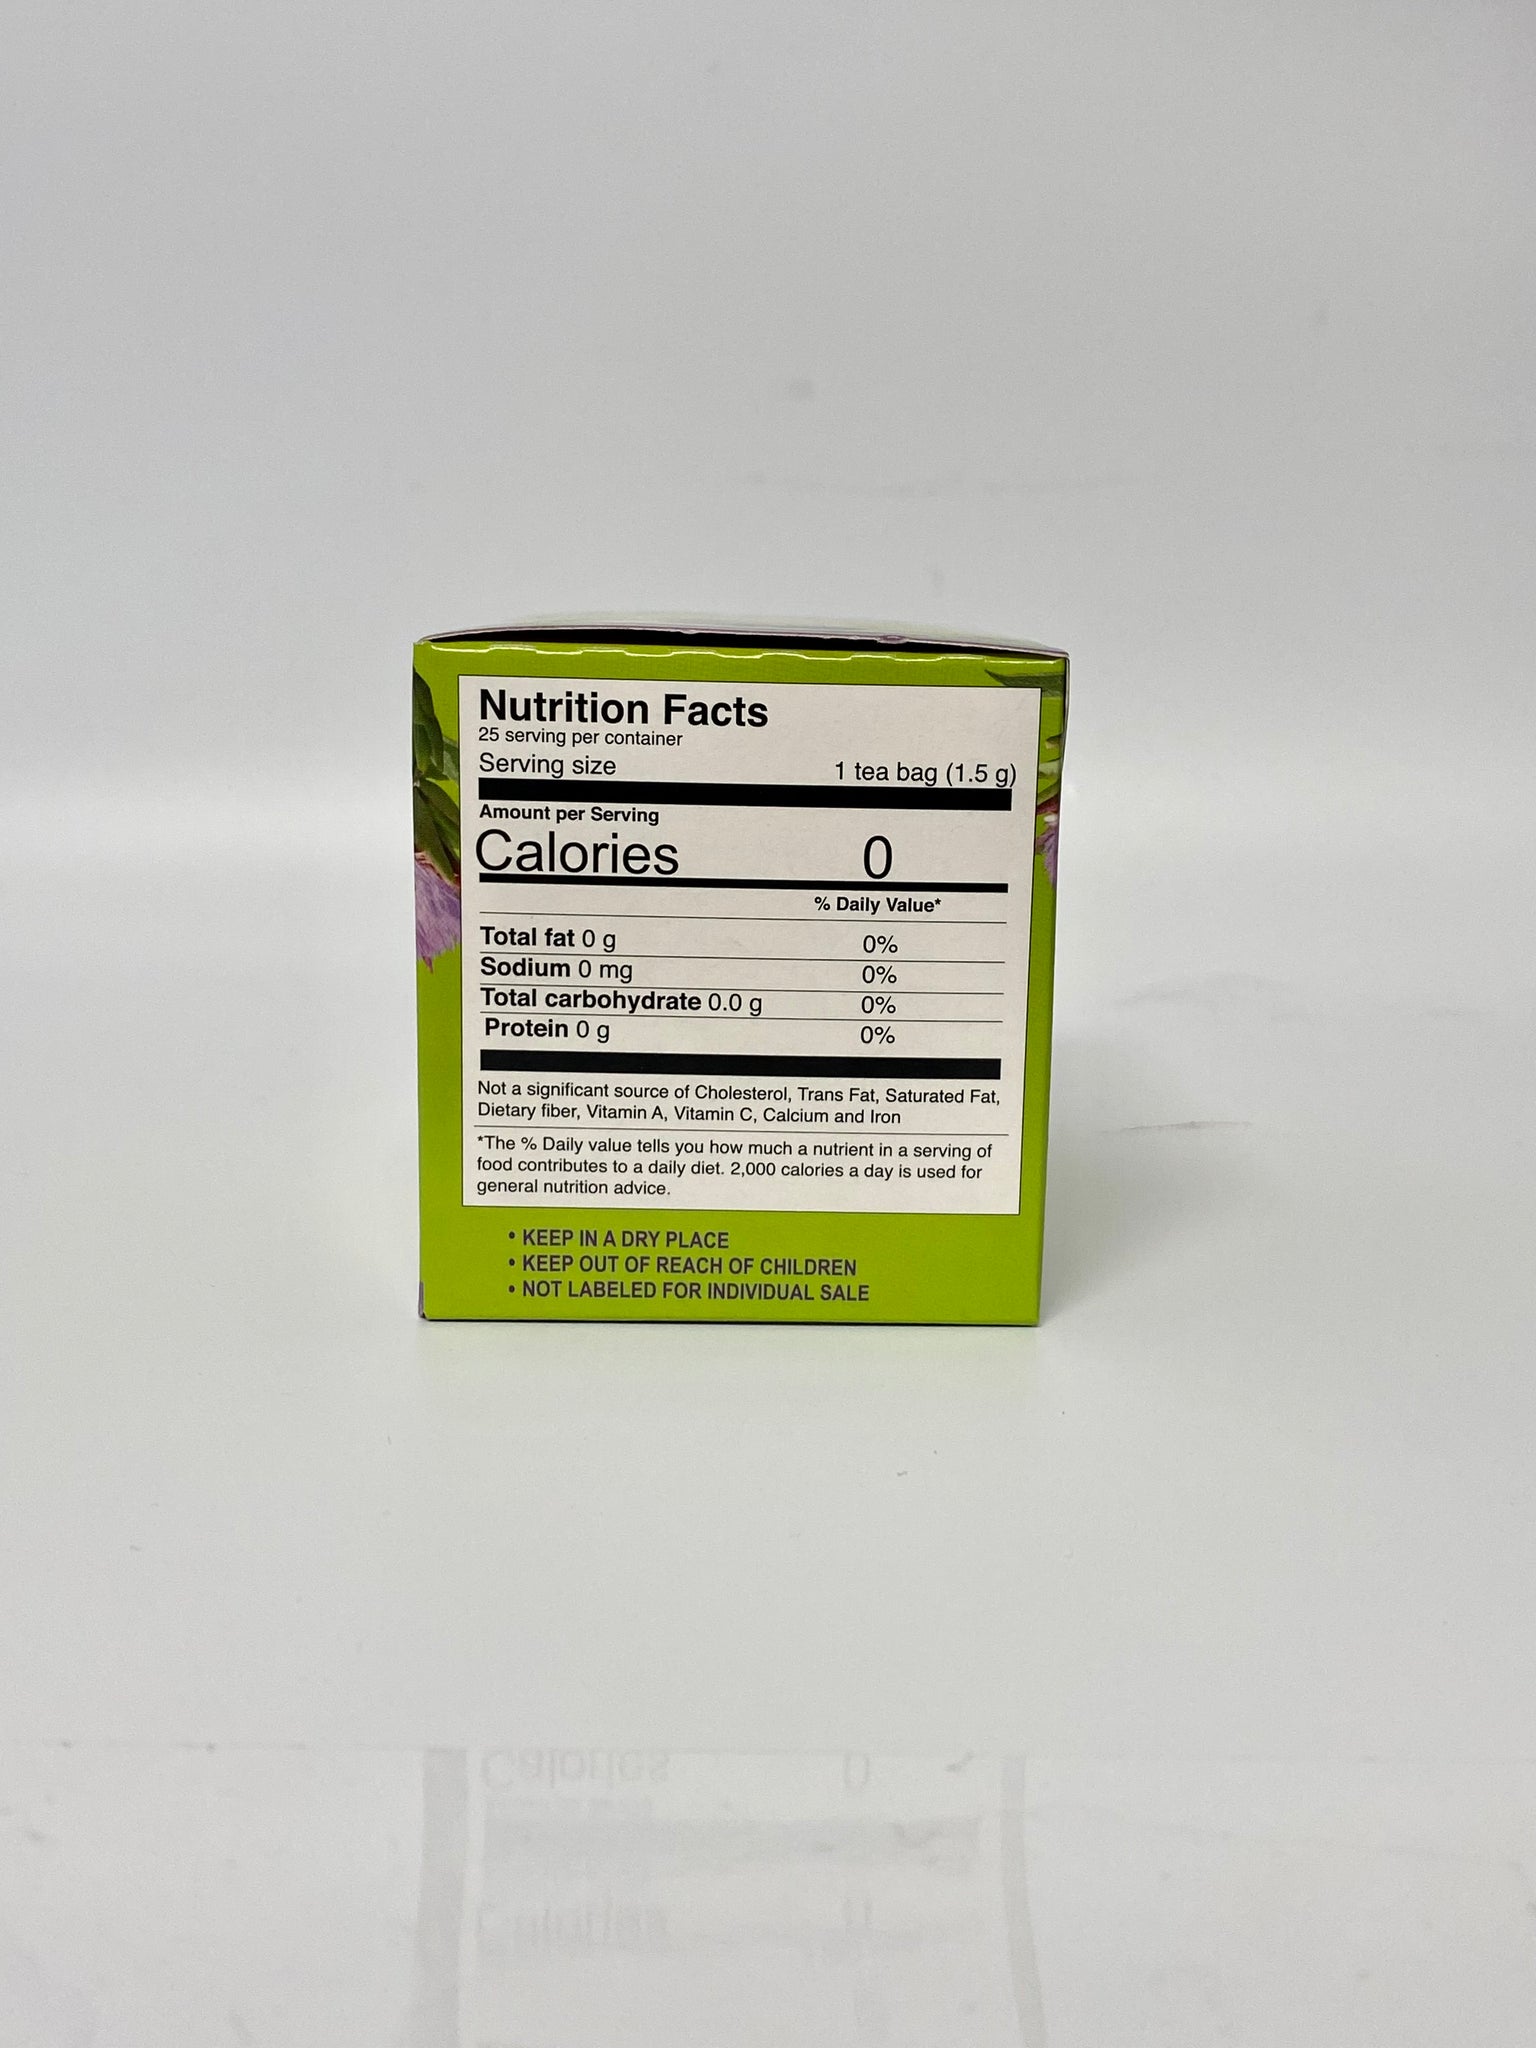 Nutrition Facts
25 serving per container
Serving size 1 tea bag (1.5 g)
Amount per Serving
Calories 0
% Daily Value*
Total fat 0 g 0%
Sodium 0 mg 0%
Total carbohydrate 0.0 g 0%
Protein 0 g 0%
Not a significant source of Cholesterol, Trans Fat, Saturated Fat,
Dietary fiber, Vitamin A, Vitamin C, Calcium and Iron
*The % Daily value tells you how much a nutrient in a serving of
food contributes to a daily diet. 2,000 calories a day is used for
general nutrition advice.
• KEEP IN A DRY PLACE
• KEEP OUT OF REACH OF CHILDREN
• NOT LABELED FOR INDIVIDUAL SALE